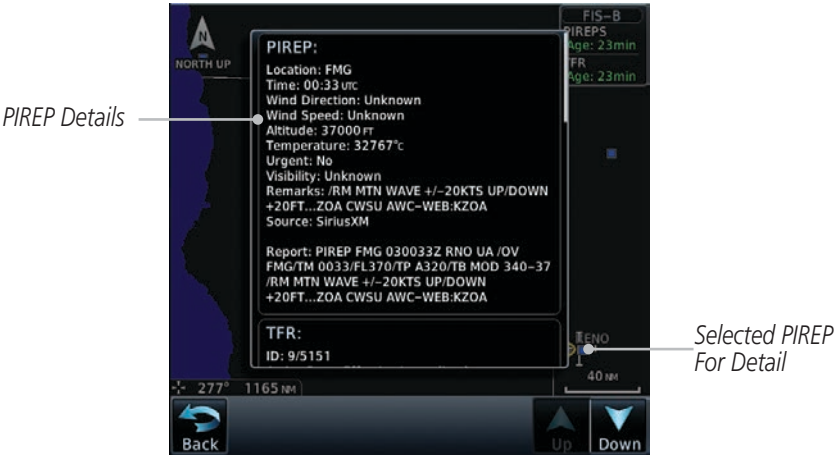 FIS-B
PIREPS
Age: 23min
TFR
Age: 23min
N
NORTH UP
PIREP:
Location: FMG
Time: 00:33 UTC
Wind Direction: Unknown
Wind Speed: Unknown
Altitude: 37000 FT
Temperature: 32767°C
Urgent: No
Visibility: Unknown
Remarks: /RM MTN WAVE +/-20KTS UP/DOWN
+20FT...ZOA CWSU AWC-WEB:KZOA
Source: SiriusXM
Report: PIREP FMG 030033Z RNO UA /OV
FMG/TM 0033/FL370/TP A320/TB MOD 340-37
/RM MTN WAVE +/-20KTS UP/DOWN
+20FT...ZOA CWSU AWC-WEB:KZOA
TFR:
ID: 9/5151
PIREP Details
Selected PIREP
For Detail
RENO
40 NM
277° 1165 NM
Back
Up
Down